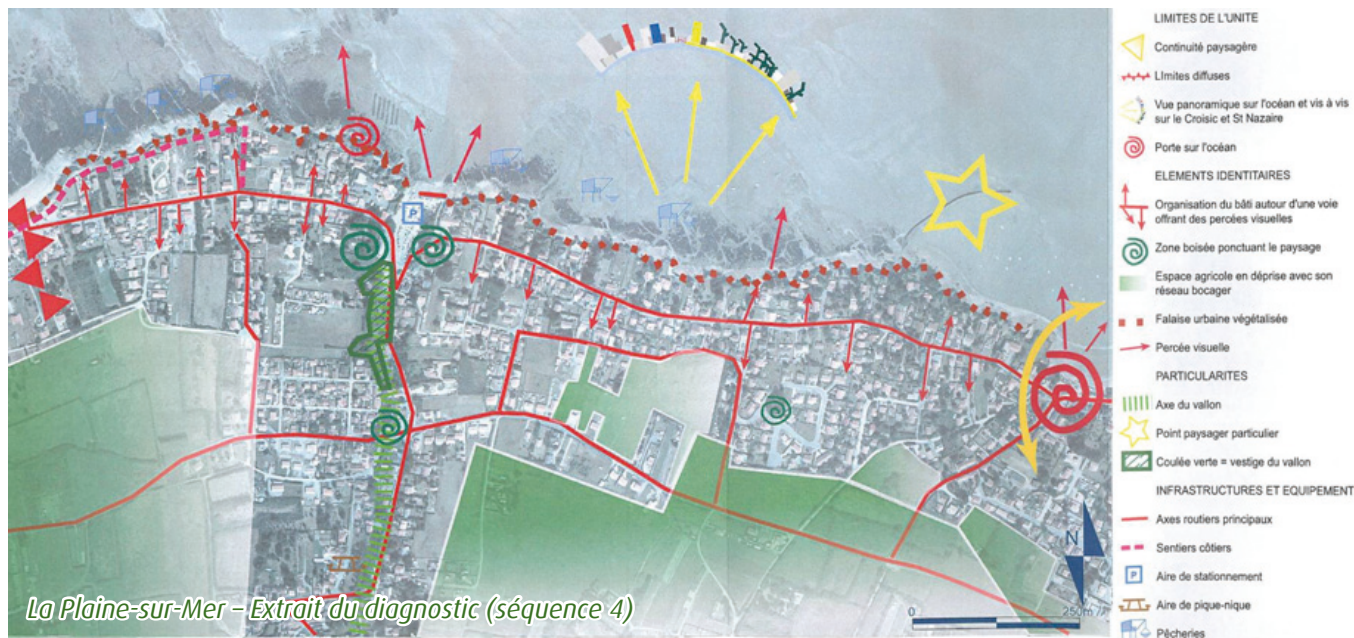 LIMITES DE L'UNITE
Continuité paysagère
LImites diffuses
Vue panoramique sur l'océan et vis à vis
sur le Croisic et St Nazaire
Porte sur l'océan
ELEMENTS IDENTITAIRES
Organisation du bâti autour d'une voie
offrant des percées visuelles
Zone boisée ponctuant le paysage
Espace agricole en déprise avec son
réseau bocager
Falaise urbaine végétalisée
Percée visuelle
PARTICULARITES
Axe du vallon
Point paysager particulier
Coulée verte = vestige du vallon
INFRASTRUCTURES ET EQUIPEMENT
Axes routiers principaux
Sentiers côtiers
P
Aire de stationnement
Aire de pique-nique
Pêcheries
P
N
0
250m
La Plaine-sur-Mer – Extrait du diagnostic (séquence 4)